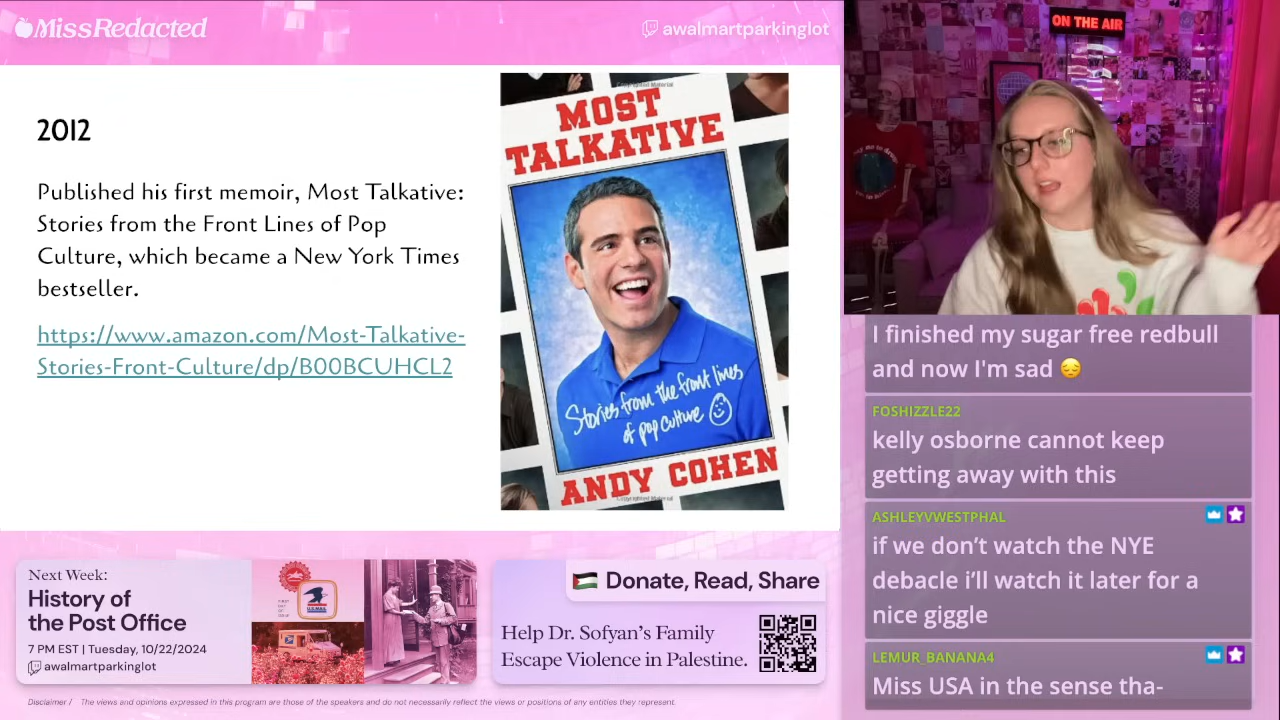 MissRedacted
awalmartparkinglot
ON THE AIR
2012
Published his first memoir, Most Talkative:
Stories from the Front Lines of Pop
Culture, which became a New York Times
bestseller.
https://www.amazon.com/Most-Talkative-
Stories-Front-Culture/dp/B00BCUHCL2
Copyrighted Material
MOST
TALKATIVE
Stories from the front lines
of pop culture
ANDY COHEN
Copyrighted Material
I finished my sugar free redbull
and now I'm sad 😔
FOSHIZZLE22
kelly osborne cannot keep
getting away with this
ASHLEYVWESTPHAL
if we don’t watch the NYE
debacle i’ll watch it later for a
nice giggle
LEMUR_BANANA4
Miss USA in the sense tha-
Next Week:
History of
the Post Office
7 PM EST | Tuesday, 10/22/2024
awalmartparkinglot
U.S.MAIL
🇵🇸 Donate, Read, Share
Help Dr. Sofyan’s Family
Escape Violence in Palestine.
Disclaimer / The views and opinions expressed in this program are those of the speakers and do not necessarily reflect the views or positions of any entities they represent.